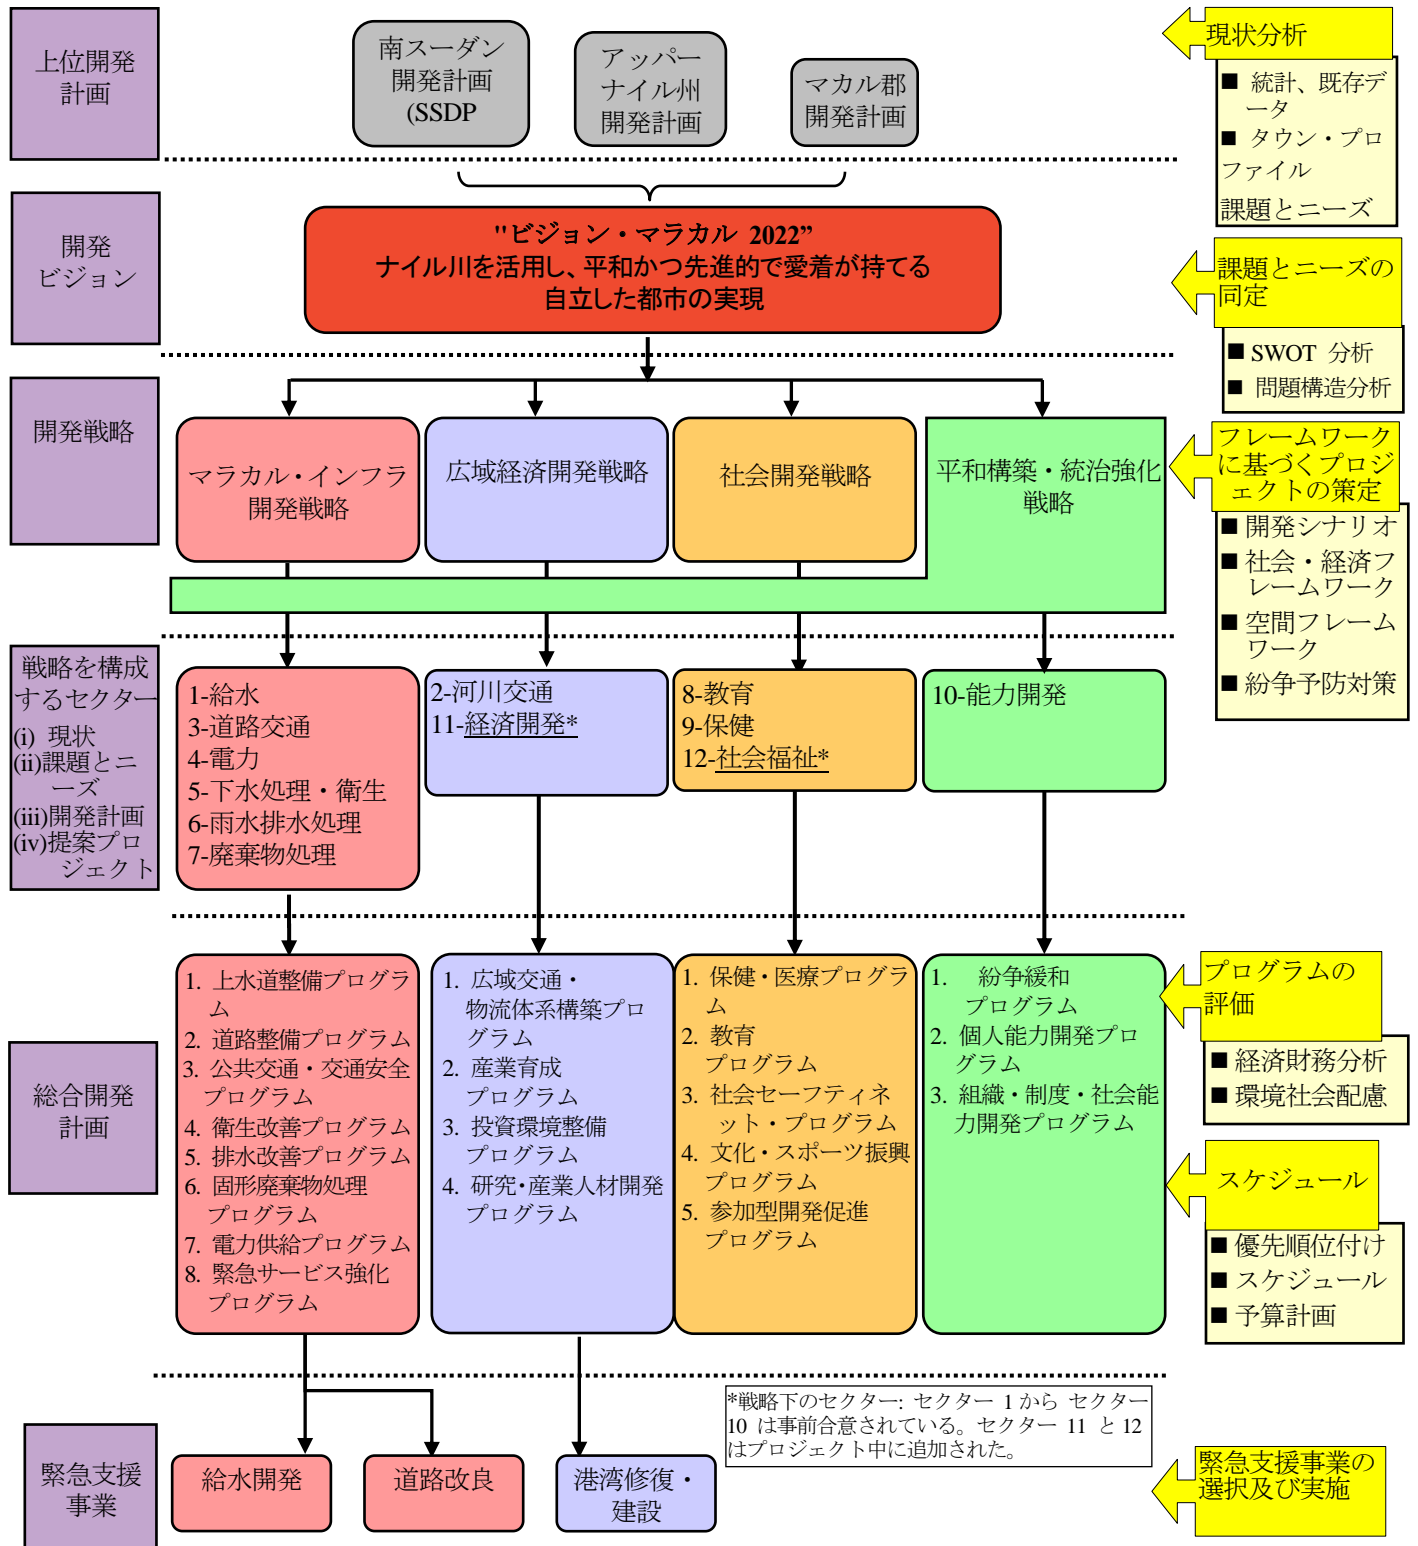 上位開発
計画
南スーダン
開発計画
(SSDP
アッパー
ナイル州
開発計画
マカル郡
開発計画
現状分析
■ 統計、既存デ
ータ
■ タウン・プロ
ファイル
課題とニーズ
開発
ビジョン
"ビジョン・マラカル 2022”
ナイル川を活用し、平和かつ先進的で愛着が持てる
自立した都市の実現
課題とニーズの
同定
■ SWOT 分析
■ 問題構造分析
開発戦略
マラカル・インフラ
開発戦略
広域経済開発戦略
社会開発戦略
平和構築・統治強化
戦略
フレームワーク
に基づくプロジ
ェクトの策定
■ 開発シナリオ
■ 社会・経済フ
レームワーク
■ 空間フレーム
ワーク
■ 紛争予防対策
戦略を構成
するセクター
(i) 現状
(ii)課題とニ
ーズ
(iii)開発計画
(iv)提案プロ
ジェクト
1-給水
3-道路交通
4-電力
5-下水処理・衛生
6-雨水排水処理
7-廃棄物処理
2-河川交通
11-経済開発*
8-教育
9-保健
12-社会福祉*
10-能力開発
総合開発
計画
1. 上水道整備プログラ
ム
2. 道路整備プログラム
3. 公共交通・交通安全
プログラム
4. 衛生改善プログラム
5. 排水改善プログラム
6. 固形廃棄物処理
プログラム
7. 電力供給プログラム
8. 緊急サービス強化
プログラム
1. 広域交通・
物流体系構築プロ
グラム
2. 産業育成
プログラム
3. 投資環境整備
プログラム
4. 研究・産業人材開発
プログラム
1. 保健・医療プログラ
ム
2. 教育
プログラム
3. 社会セーフティネ
ット・プログラム
4. 文化・スポーツ振興
プログラム
5. 参加型開発促進
プログラム
1. 紛争緩和
プログラム
2. 個人能力開発プロ
グラム
3. 組織・制度・社会能
力開発プログラム
プログラムの
評価
■ 経済財務分析
■ 環境社会配慮
スケジュール
■ 優先順位付け
■ スケジュール
■ 予算計画
*戦略下のセクター: セクター 1 から セクター
10 は事前合意されている。セクター 11 と 12
はプロジェクト中に追加された。
緊急支援
事業
給水開発
道路改良
港湾修復・
建設
緊急支援事業の
選択及び実施